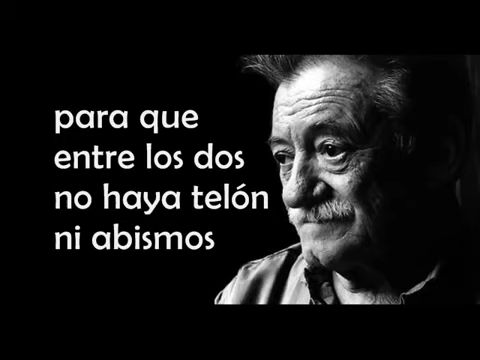 para que
entre los dos
no haya telón
ni abismos